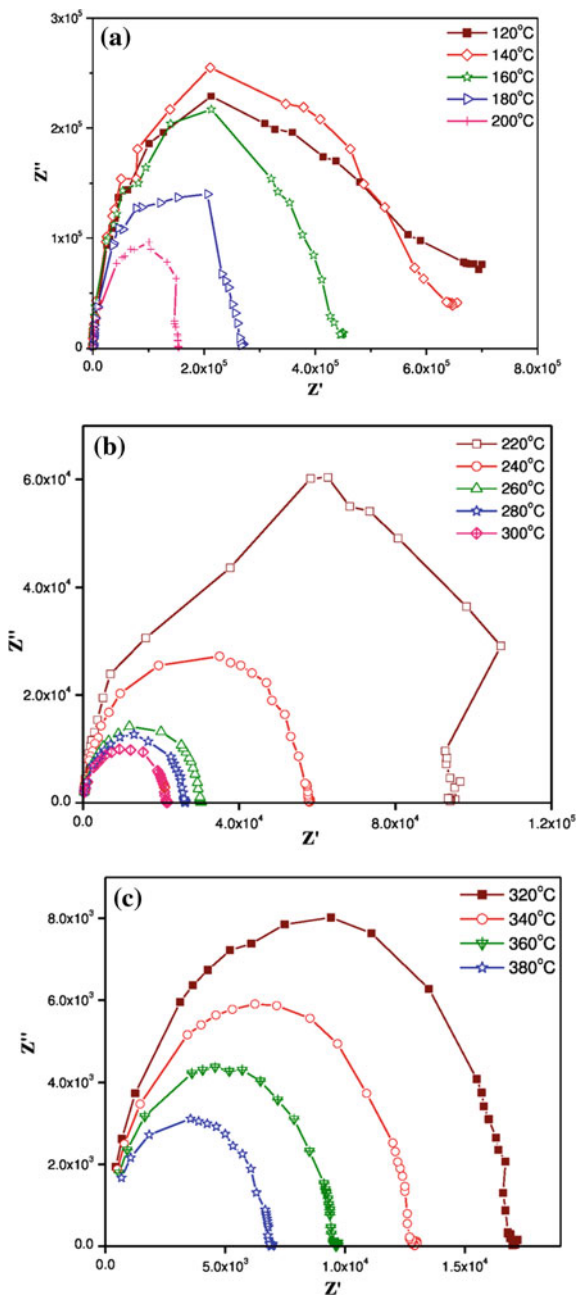 (a)
120°C
140°C
160°C
180°C
200°C
3x10⁵
2x10⁵
1x10⁵
0
Z''
0.0
2.0x10⁵
4.0x10⁵
6.0x10⁵
8.0x10⁵
Z'
(b)
220°C
240°C
260°C
280°C
300°C
6.0x10⁴
4.0x10⁴
2.0x10⁴
0.0
Z''
0.0
4.0x10⁴
8.0x10⁴
1.2x10⁵
Z'
(c)
320°C
340°C
360°C
380°C
8.0x10³
6.0x10³
4.0x10³
2.0x10³
0.0
Z''
0.0
5.0x10³
1.0x10⁴
1.5x10⁴
Z'